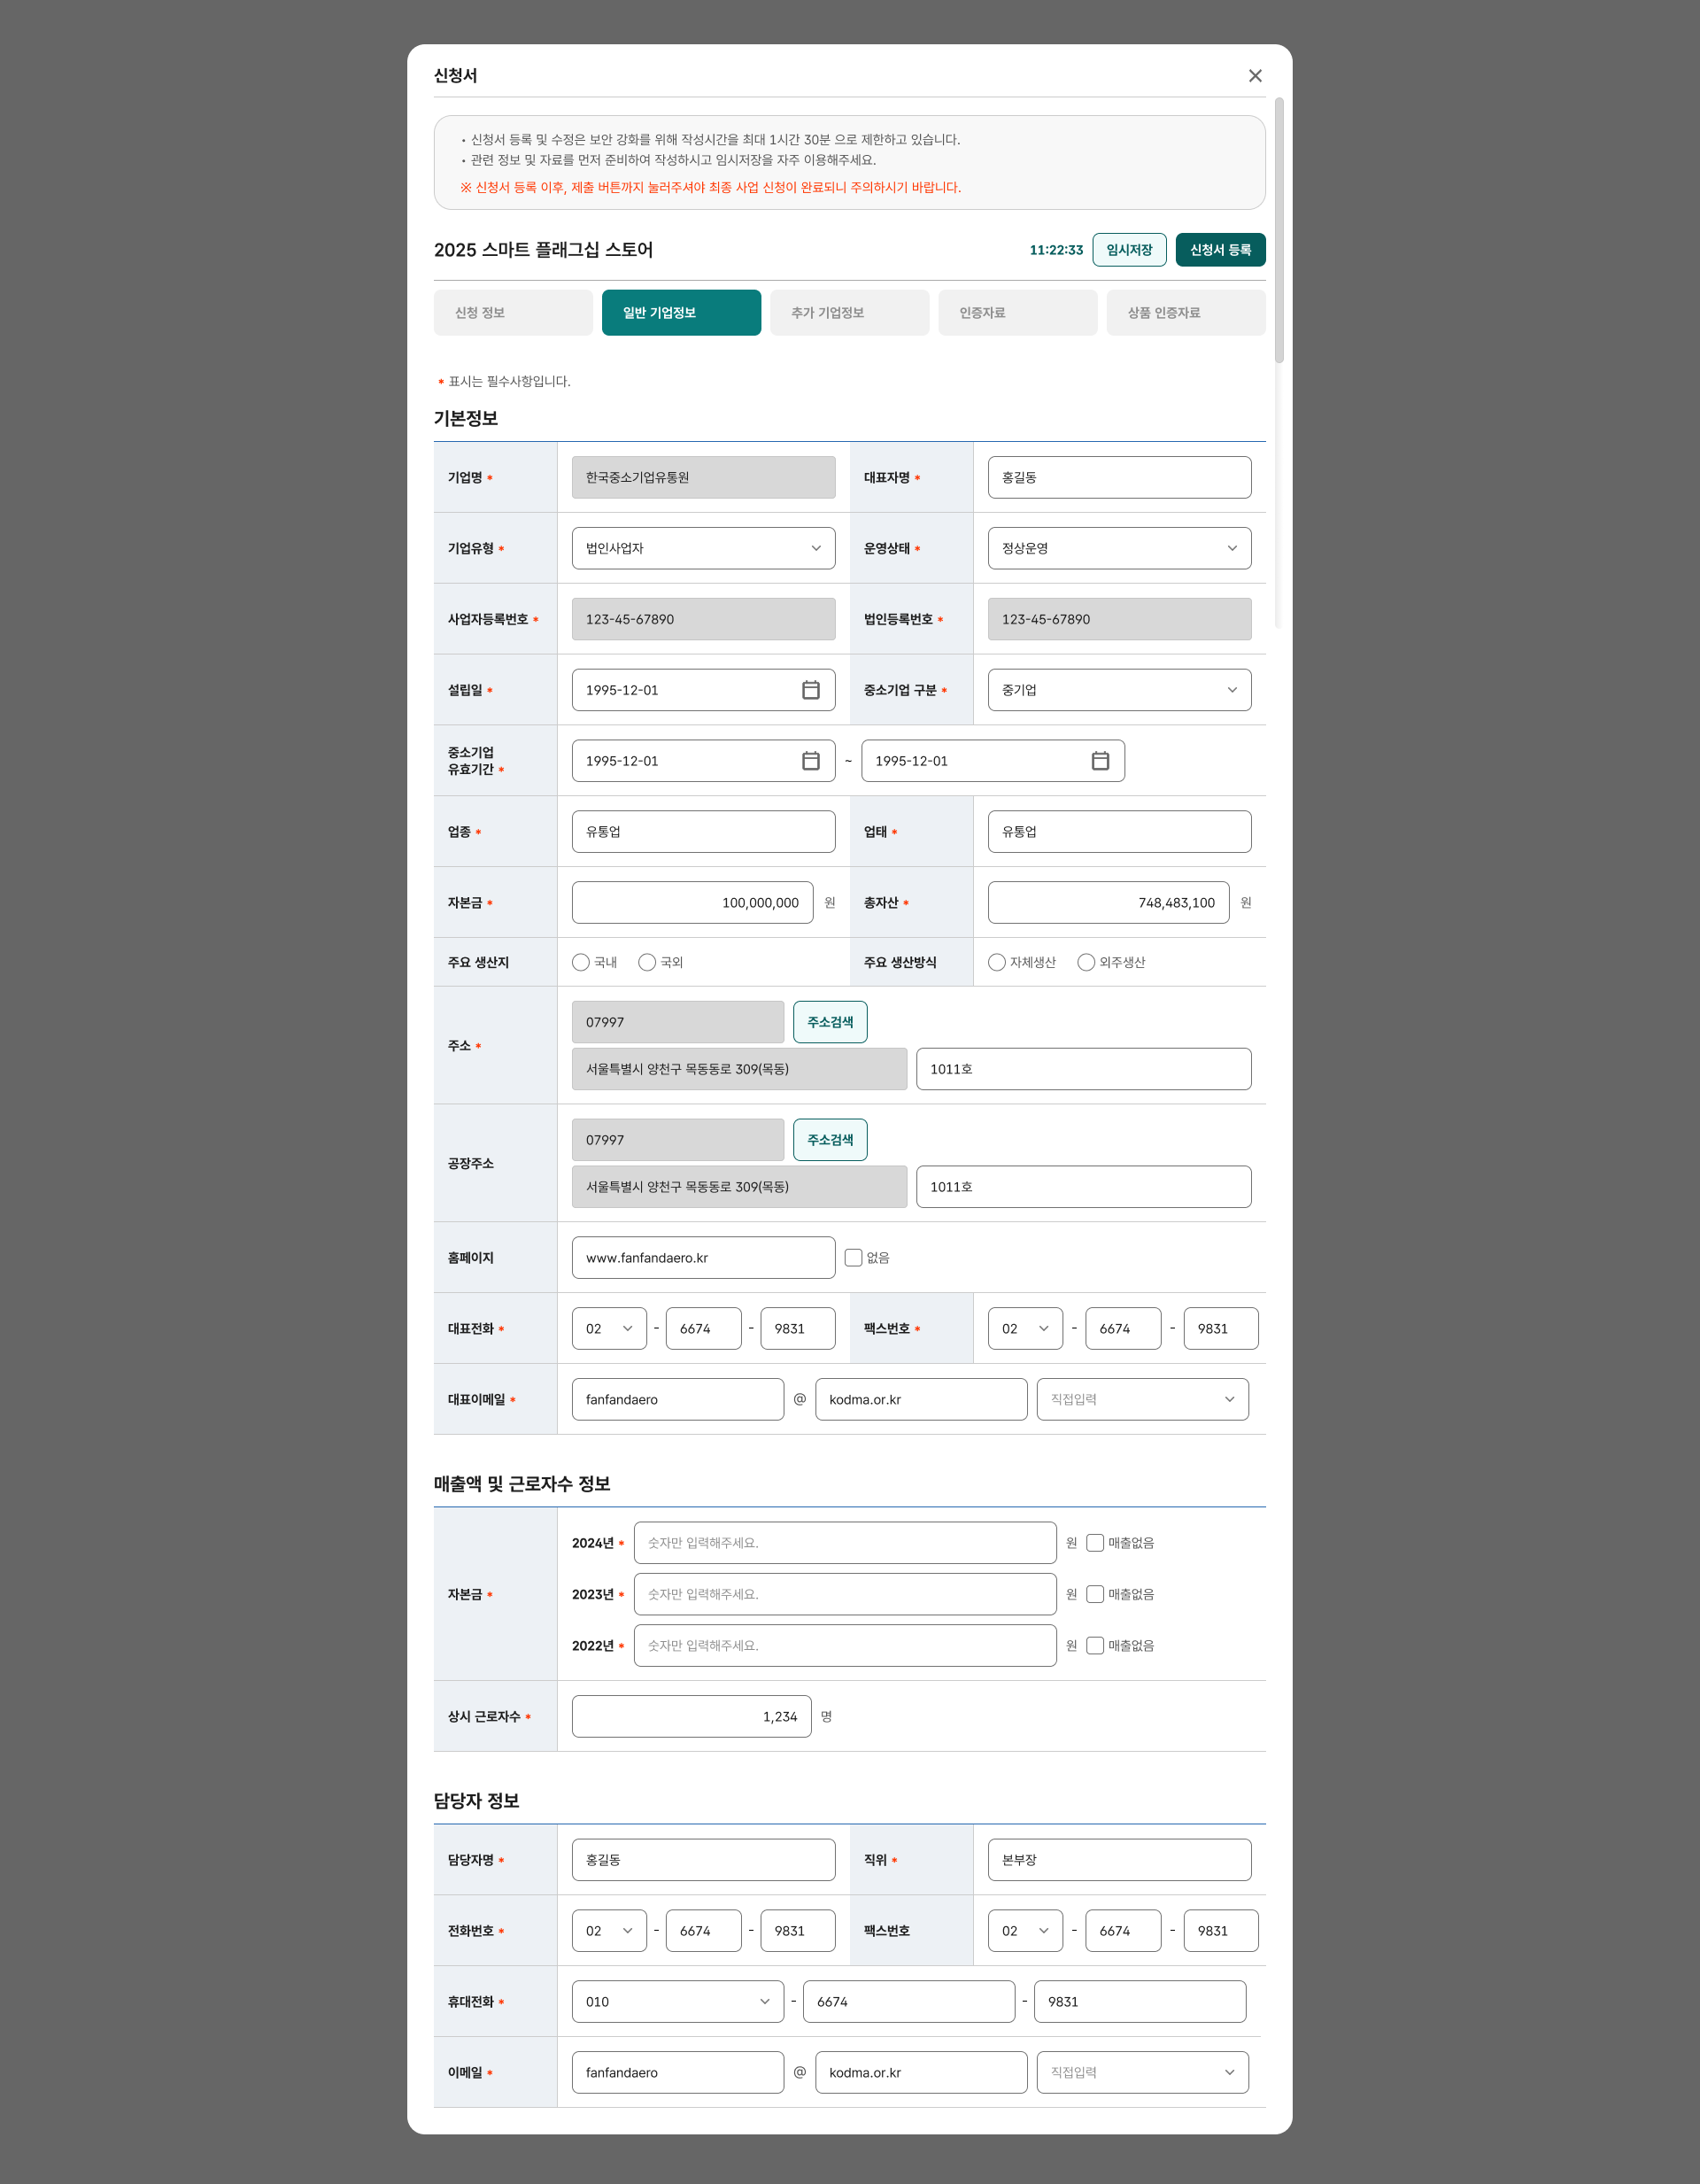 신청서
• 신청서 등록 및 수정은 보안 강화를 위해 작성시간을 최대 1시간 30분 으로 제한하고 있습니다.
• 관련 정보 및 자료를 먼저 준비하여 작성하시고 임시저장을 자주 이용해주세요.
※ 신청서 등록 이후, 제출 버튼까지 눌러주셔야 최종 사업 신청이 완료되니 주의하시기 바랍니다.
2025 스마트 플래그십 스토어 11:22:33 임시저장 신청서 등록
신청 정보 일반 기업정보 추가 기업정보 인증자료 상품 인증자료
* 표시는 필수사항입니다.
기본정보
기업명 * 한국중소기업유통원 대표자명 * 홍길동
기업유형 * 법인사업자 운영상태 * 정상운영
사업자등록번호 * 123-45-67890 법인등록번호 * 123-45-67890
설립일 * 1995-12-01 중소기업 구분 * 중기업
중소기업
유효기간 * 1995-12-01 ~ 1995-12-01
업종 * 유통업 업태 * 유통업
자본금 * 100,000,000 원 총자산 * 748,483,100 원
주요 생산지 국내 국외 주요 생산방식 자체생산 외주생산
주소 * 07997 주소검색
서울특별시 양천구 목동동로 309(목동) 1011호
공장주소 07997 주소검색
서울특별시 양천구 목동동로 309(목동) 1011호
홈페이지 www.fanfandaero.kr 없음
대표전화 * 02 - 6674 - 9831 팩스번호 * 02 - 6674 - 9831
대표이메일 * fanfandaero @ kodma.or.kr 직접입력
매출액 및 근로자수 정보
자본금 *
2024년 * 숫자만 입력해주세요. 원 매출없음
2023년 * 숫자만 입력해주세요. 원 매출없음
2022년 * 숫자만 입력해주세요. 원 매출없음
상시 근로자수 * 1,234 명
담당자 정보
담당자명 * 홍길동 직위 * 본부장
전화번호 * 02 - 6674 - 9831 팩스번호 02 - 6674 - 9831
휴대전화 * 010 - 6674 - 9831
이메일 * fanfandaero @ kodma.or.kr 직접입력